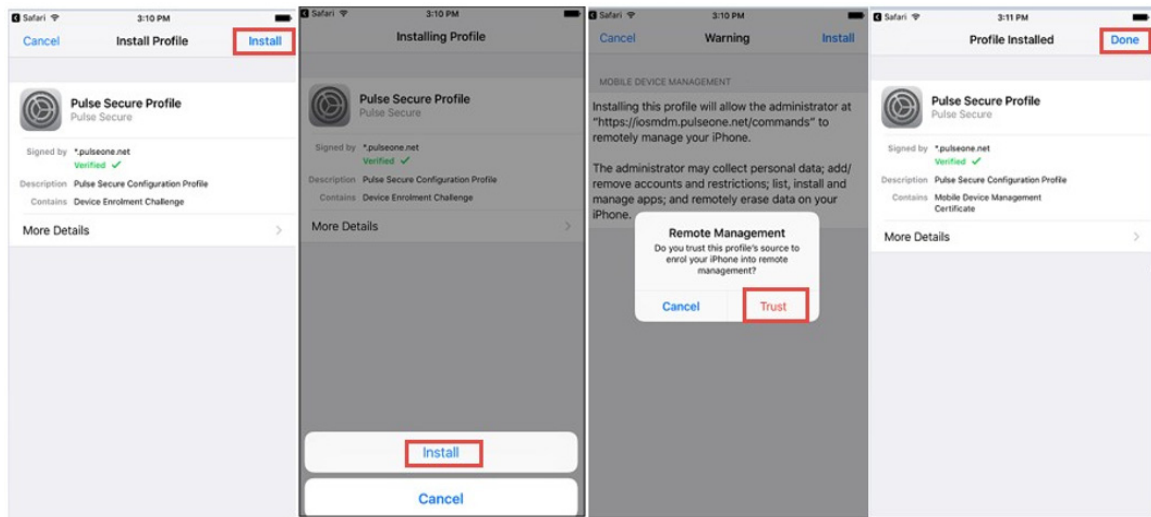 Safari
3:10 PM
Cancel
Install Profile
Install
Pulse Secure Profile
Pulse Secure
Signed by *.pulseone.net
Verified ✓
Description Pulse Secure Configuration Profile
Contains Device Enrolment Challenge
More Details
Safari
3:10 PM
Installing Profile
Pulse Secure Profile
Pulse Secure
Signed by *.pulseone.net
Verified ✓
Description Pulse Secure Configuration Profile
Contains Device Enrolment Challenge
More Details
Install
Cancel
Safari
3:10 PM
Cancel
Warning
Install
MOBILE DEVICE MANAGEMENT
Installing this profile will allow the administrator at
“https://iosmdm.pulseone.net/commands” to
remotely manage your iPhone.
The administrator may collect personal data; add/
remove accounts and restrictions; list, install and
manage apps; and remotely erase data on your
iPhone.
Remote Management
Do you trust this profile's source to
enrol your iPhone into remote
management?
Cancel
Trust
Safari
3:11 PM
Profile Installed
Done
Pulse Secure Profile
Pulse Secure
Signed by *.pulseone.net
Verified ✓
Description Pulse Secure Configuration Profile
Contains Mobile Device Management
Certificate
More Details